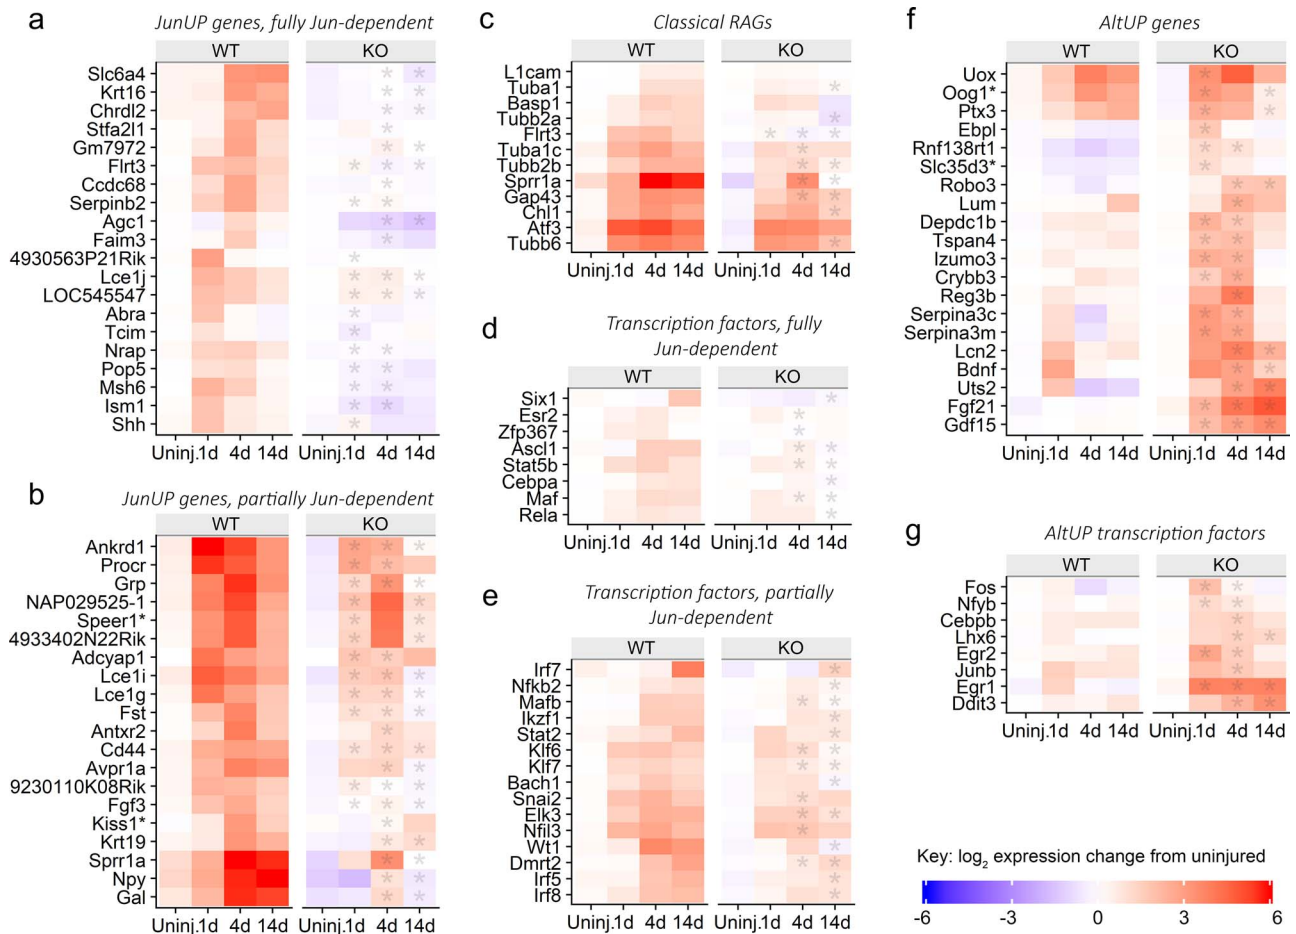 a
JunUP genes, fully Jun-dependent
WT KO
Slc6a4 * *
Krt16 * *
Chrdl2 * *
Stfa2l1 *
Gm7972 * *
Flrt3 * * *
Ccdc68 *
Serpinb2 * *
Agc1 * *
Faim3 *
4930563P21Rik *
Lce1j * * *
LOC545547 * * *
Abra *
Tcim *
Nrap * *
Pop5 * *
Msh6 * *
Ism1 * *
Shh *
Uninj. 1d 4d 14d Uninj. 1d 4d 14d
b
JunUP genes, partially Jun-dependent
WT KO
Ankrd1 * * *
Procr * *
Grp * * *
NAP029525-1 * *
Speer1* * *
4933402N22Rik * *
Adcyap1 * *
Lce1i * * *
Lce1g * * *
Fst * * *
Antxr2 *
Cd44 * * *
Avpr1a *
9230110K08Rik * * *
Fgf3 * * *
Kiss1* *
Krt19 * *
Sprr1a * *
Npy * *
Gal * *
Uninj. 1d 4d 14d Uninj. 1d 4d 14d
c
Classical RAGs
WT KO
L1cam
Tuba1 *
Basp1
Tubb2a *
Flrt3 * * *
Tuba1c *
Tubb2b * *
Sprr1a * *
Gap43 * *
Chl1 *
Atf3
Tubb6 *
Uninj. 1d 4d 14d Uninj. 1d 4d 14d
d
Transcription factors, fully
Jun-dependent
WT KO
Six1 *
Esr2 *
Zfp367 *
Ascl1 * *
Stat5b * *
Cebpa *
Maf * *
Rela *
Uninj. 1d 4d 14d Uninj. 1d 4d 14d
e
Transcription factors, partially
Jun-dependent
WT KO
Irf7 *
Nfkb2 *
Mafb * *
Ikzf1 *
Stat2 *
Klf6 * *
Klf7 * *
Bach1 *
Snai2 *
Elk3 * *
Nfil3 *
Wt1 *
Dmrt2 * *
Irf5 *
Irf8 *
Uninj. 1d 4d 14d Uninj. 1d 4d 14d
f
AltUP genes
WT KO
Uox *
Oog1* * *
Ptx3 * *
Ebpl *
Rnf138rt1 * *
Slc35d3* *
Robo3 * *
Lum *
Depdc1b * *
Tspan4 * *
Izumo3 * *
Crybb3 * *
Reg3b *
Serpina3c * *
Serpina3m * *
Lcn2 * *
Bdnf * *
Uts2 * *
Fgf21 * * *
Gdf15 * * *
Uninj. 1d 4d 14d Uninj. 1d 4d 14d
g
AltUP transcription factors
WT KO
Fos * *
Nfyb * *
Cebpb *
Lhx6 * *
Egr2 * *
Junb *
Egr1 * * *
Ddit3 * *
Uninj. 1d 4d 14d Uninj. 1d 4d 14d
Key: log2 expression change from uninjured
-6 -3 0 3 6